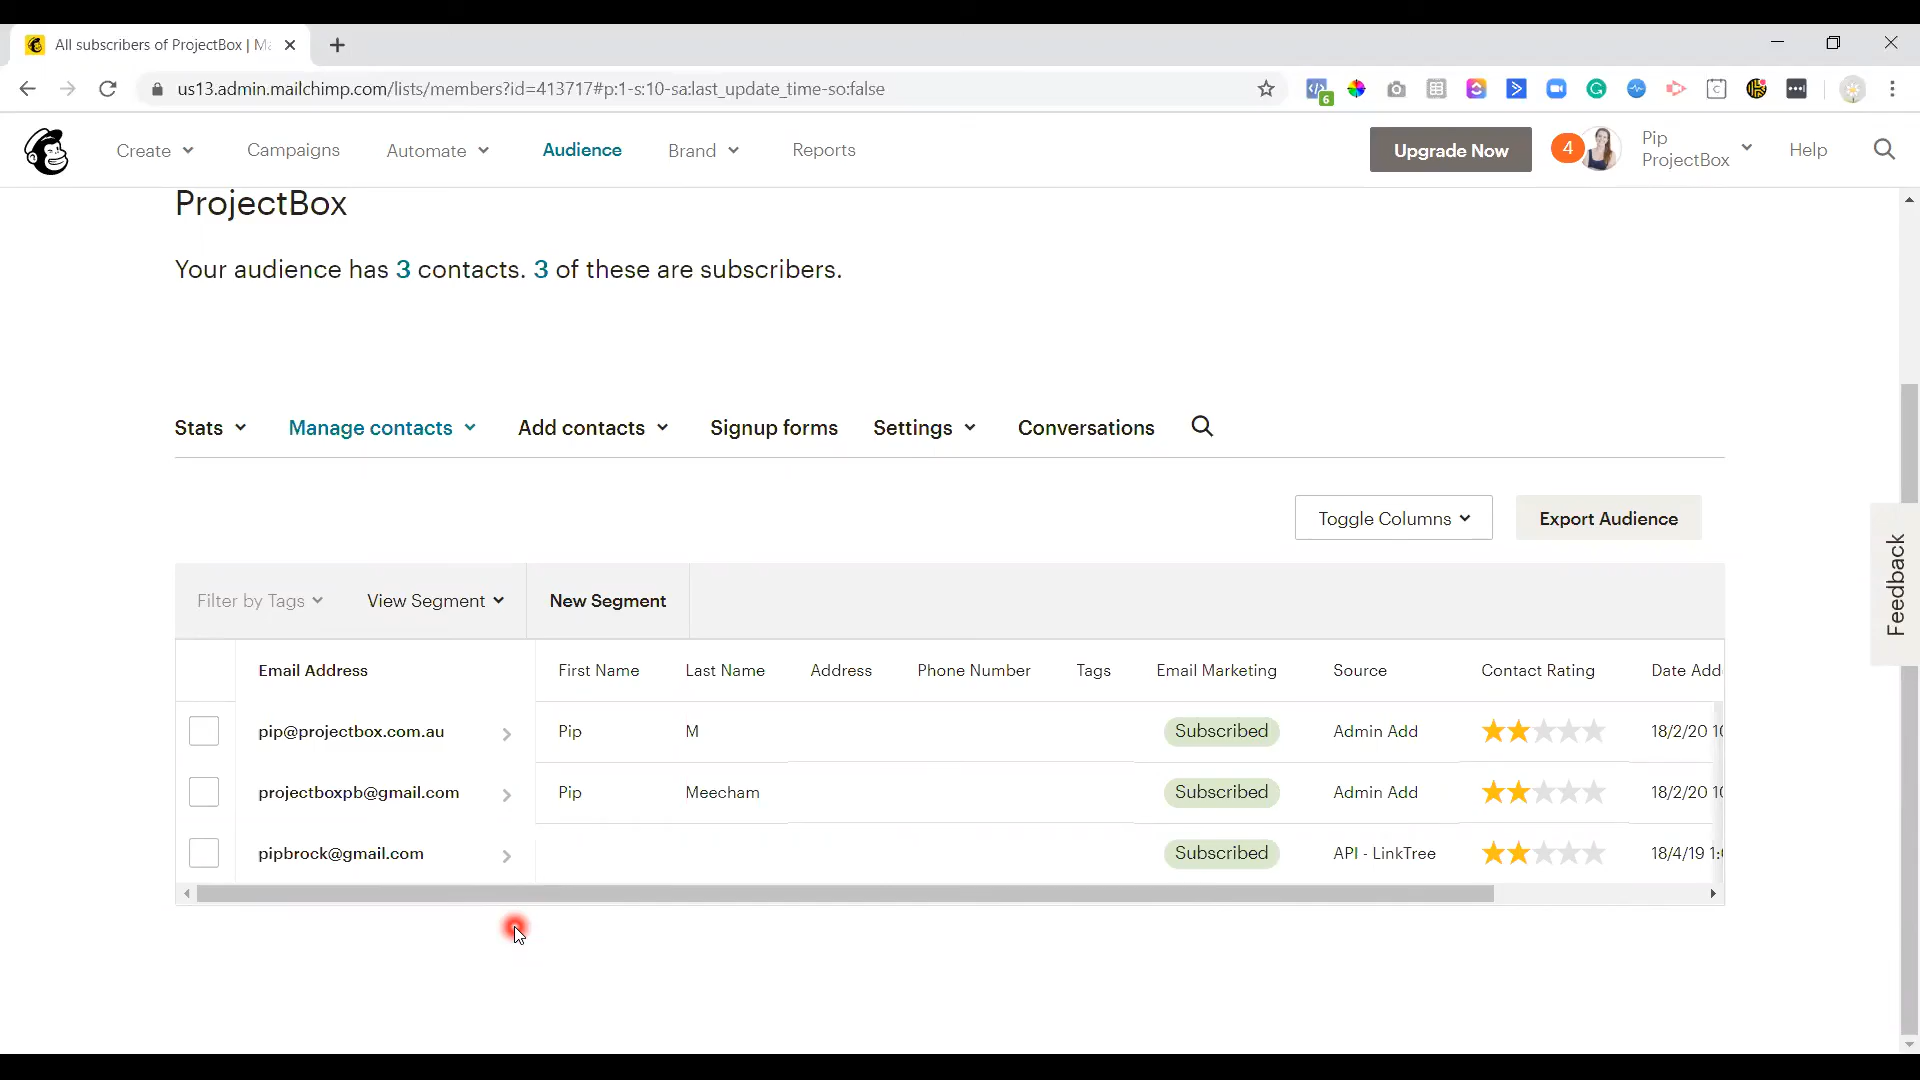 All subscribers of ProjectBox | Ma
us13.admin.mailchimp.com/lists/members?id=413717#p:1-s:10-sa:last_update_time-so:false
6
Create Campaigns Automate Audience Brand Reports Upgrade Now 4 Pip ProjectBox Help
ProjectBox
Your audience has 3 contacts. 3 of these are subscribers.
Stats Manage contacts Add contacts Signup forms Settings Conversations
Toggle Columns Export Audience
Feedback
Filter by Tags View Segment New Segment
Email Address First Name Last Name Address Phone Number Tags Email Marketing Source Contact Rating Date Add
pip@projectbox.com.au Pip M Subscribed Admin Add 18/2/20 10
projectboxpb@gmail.com Pip Meecham Subscribed Admin Add 18/2/20 10
pipbrock@gmail.com Subscribed API - LinkTree 18/4/19 1: